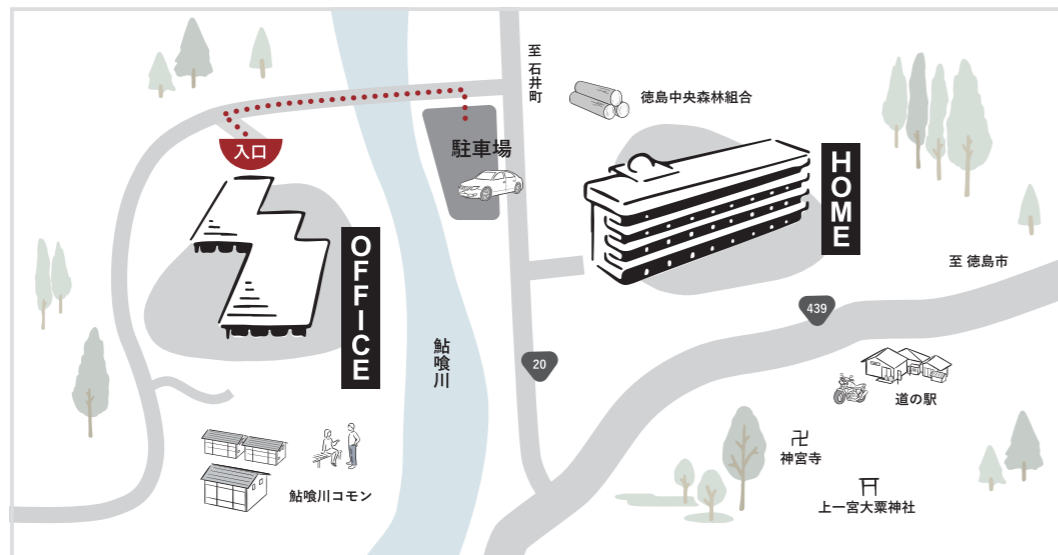 至 石井町
徳島中央森林組合
入口
駐車場
HOME
OFFICE
至 徳島市
439
鮎喰川
20
道の駅
神宮寺
鮎喰川コモン
上一宮大粟神社